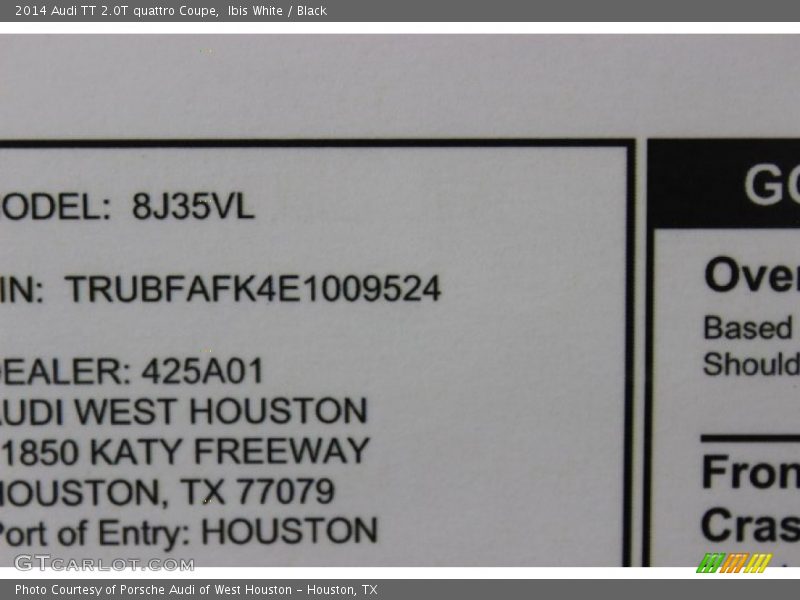 2014 Audi TT 2.0T quattro Coupe,  Ibis White / Black
ODEL: 8J35VL
IN: TRUBFAFK4E1009524
EALER: 425A01
UDI WEST HOUSTON
1850 KATY FREEWAY
HOUSTON, TX 77079
Port of Entry: HOUSTON
GO
Over
Based
Should
Fron
Cras
GTCARLOT.COM
Photo Courtesy of Porsche Audi of West Houston - Houston, TX